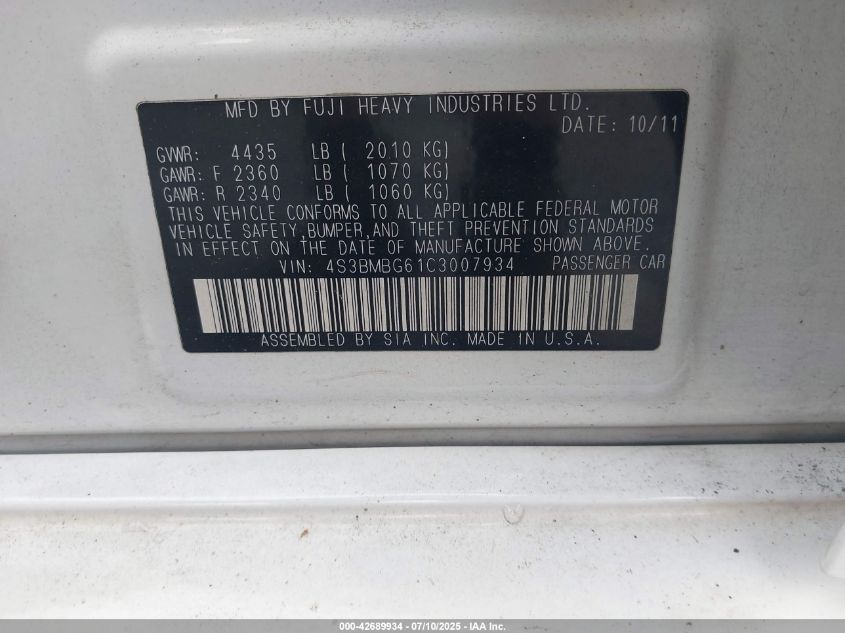 MFD BY FUJI HEAVY INDUSTRIES LTD.
DATE: 10/11
GVWR: 4435 LB ( 2010 KG)
GAWR: F 2360 LB ( 1070 KG)
GAWR: R 2340 LB ( 1060 KG)
THIS VEHICLE CONFORMS TO ALL APPLICABLE FEDERAL MOTOR
VEHICLE SAFETY,BUMPER,AND THEFT PREVENTION STANDARDS
IN EFFECT ON THE DATE OF MANUFACTURE SHOWN ABOVE.
VIN: 4S3BMBG61C3007934 PASSENGER CAR
ASSEMBLED BY SIA INC. MADE IN U.S.A.
000-42689934 - 07/10/2025 - IAA Inc.